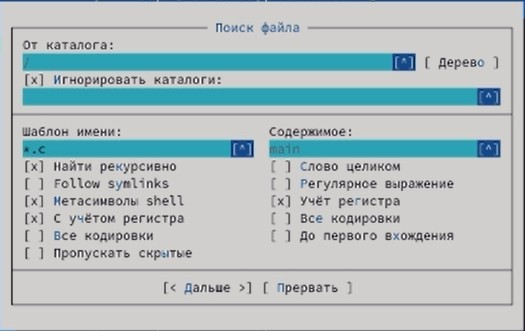 Поиск файла
От каталога:
/ [^] [ Дерево ]
[x] Игнорировать каталоги:
[^]
Шаблон имени: Содержимое:
*.c [^] main [^]
[x] Найти рекурсивно [ ] Слово целиком
[ ] Follow symlinks [ ] Регулярное выражение
[x] Метасимволы shell [x] Учёт регистра
[x] С учётом регистра [ ] Все кодировки
[ ] Все кодировки [ ] До первого вхождения
[ ] Пропускать скрытые
[< Дальше >] [ Прервать ]